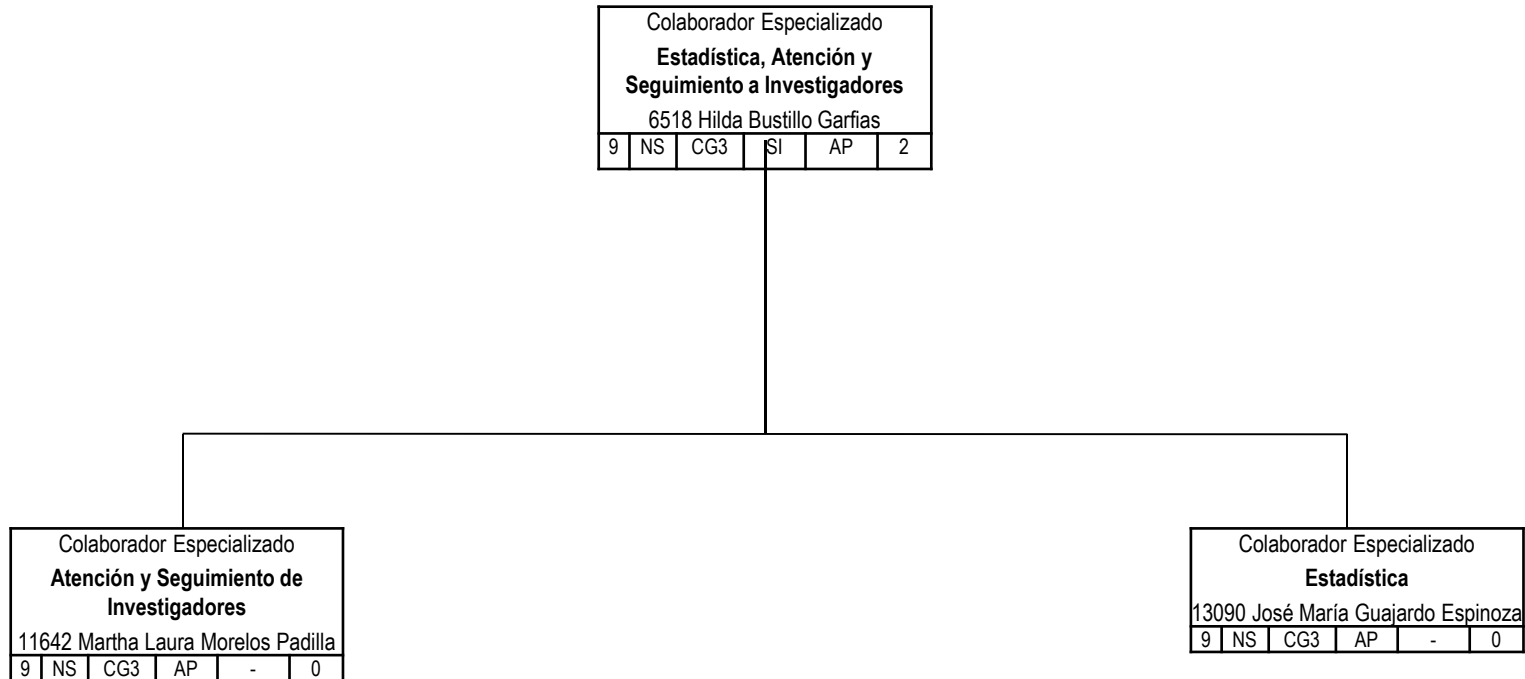 Colaborador Especializado
Estadística, Atención y
Seguimiento a Investigadores
6518 Hilda Bustillo Garfias
9 NS CG3 SI AP 2
Colaborador Especializado
Atención y Seguimiento de
Investigadores
11642 Martha Laura Morelos Padilla
9 NS CG3 AP - 0
Colaborador Especializado
Estadística
13090 José María Guajardo Espinoza
9 NS CG3 AP - 0